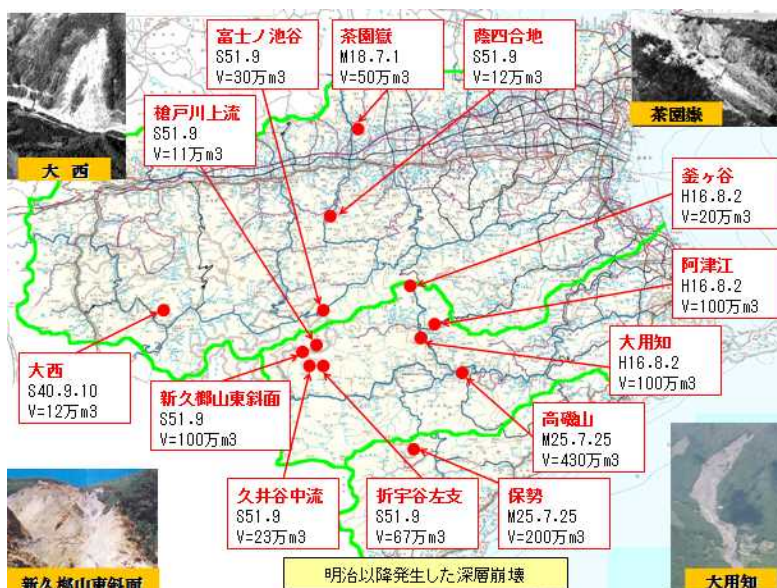 富士ノ池谷
S51.9
V=30万m3
茶園嶽
M18.7.1
V=50万m3
蔭四合地
S51.9
V=12万m3
槍戸川上流
S51.9
V=11万m3
大 西
茶園嶽
釜ヶ谷
H16.8.2
V=20万m3
阿津江
H16.8.2
V=100万m3
大用知
H16.8.2
V=100万m3
大西
S40.9.10
V=12万m3
新久郷山東斜面
S51.9
V=100万m3
高磯山
M25.7.25
V=430万m3
久井谷中流
S51.9
V=23万m3
折宇谷左支
S51.9
V=67万m3
保勢
M25.7.25
V=200万m3
新久郷山東斜面
明治以降発生した深層崩壊
大用知